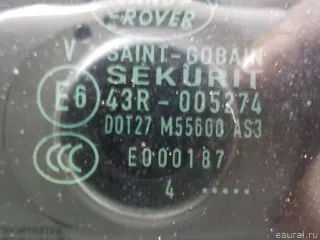 ROVER
V SAINT-GOBAIN
SEKURIT
E6 43R-005274
DOT27 M55600 AS3
CCC E000187
4 .....
eaural.ru